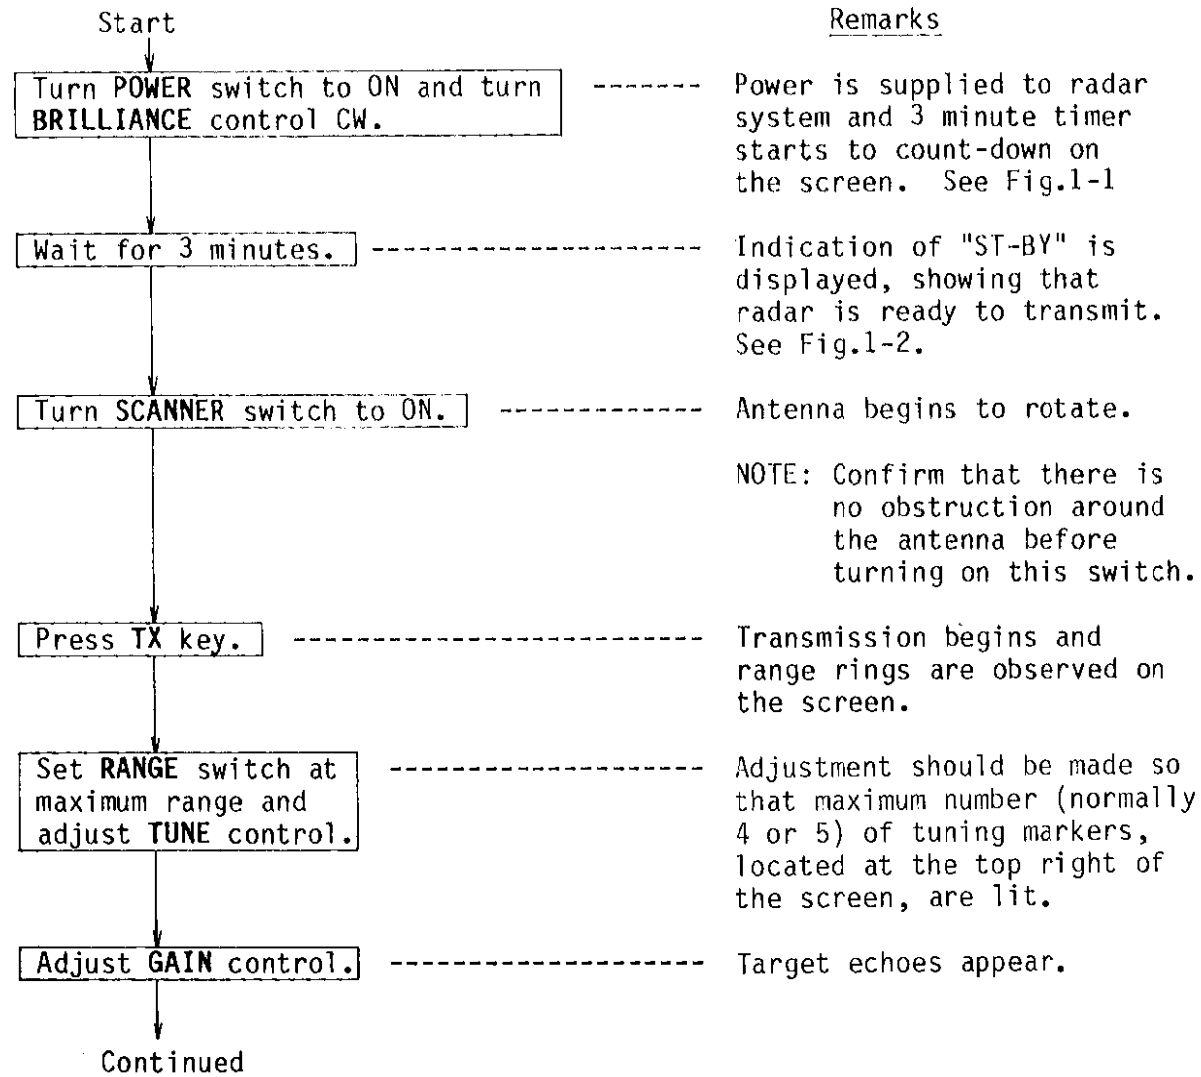 Start
Remarks
Turn POWER switch to ON and turn
BRILLIANCE control CW.
Power is supplied to radar
system and 3 minute timer
starts to count-down on
the screen. See Fig.1-1
Wait for 3 minutes.
Indication of "ST-BY" is
displayed, showing that
radar is ready to transmit.
See Fig.1-2.
Turn SCANNER switch to ON.
Antenna begins to rotate.
NOTE: Confirm that there is
no obstruction around
the antenna before
turning on this switch.
Press TX key.
Transmission begins and
range rings are observed on
the screen.
Set RANGE switch at
maximum range and
adjust TUNE control.
Adjustment should be made so
that maximum number (normally
4 or 5) of tuning markers,
located at the top right of
the screen, are lit.
Adjust GAIN control.
Target echoes appear.
Continued